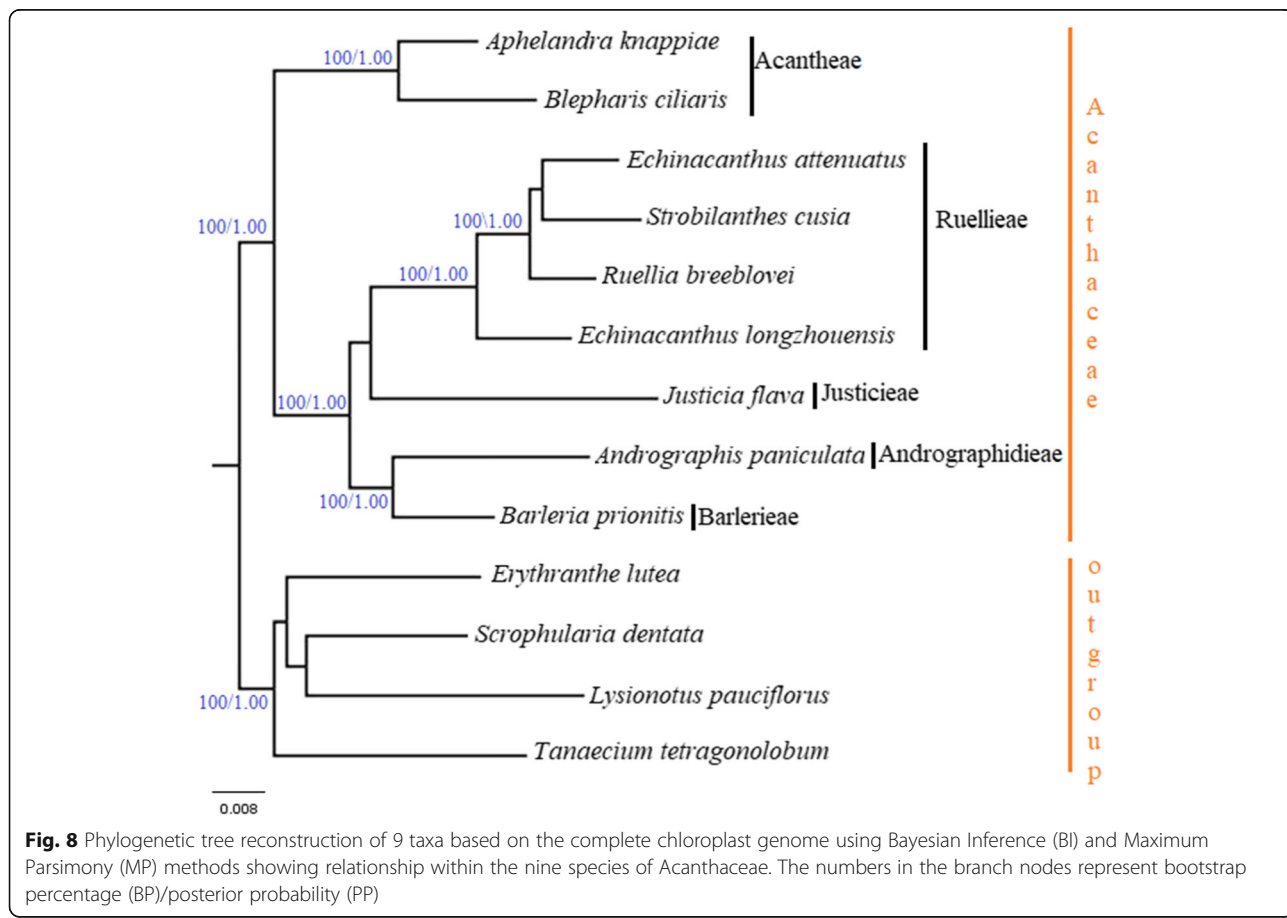 Aphelandra knappiae
100/1.00
Acantheae
Blepharis ciliaris
Echinacanthus attenuatus
Strobilanthes cusia
100/1.00
100\1.00
Ruellieae
Ruellia breeblovei
100/1.00
Echinacanthus longzhouensis
Justicia flava
Justicieae
100/1.00
Andrographis paniculata
Andrographidieae
100/1.00
Barleria prionitis
Barlerieae
Acanthaceae
Erythranthe lutea
Scrophularia dentata
Lysionotus pauciflorus
100/1.00
Tanaecium tetragonolobum
outgroup
0.008
Fig. 8 Phylogenetic tree reconstruction of 9 taxa based on the complete chloroplast genome using Bayesian Inference (BI) and Maximum
Parsimony (MP) methods showing relationship within the nine species of Acanthaceae. The numbers in the branch nodes represent bootstrap
percentage (BP)/posterior probability (PP)